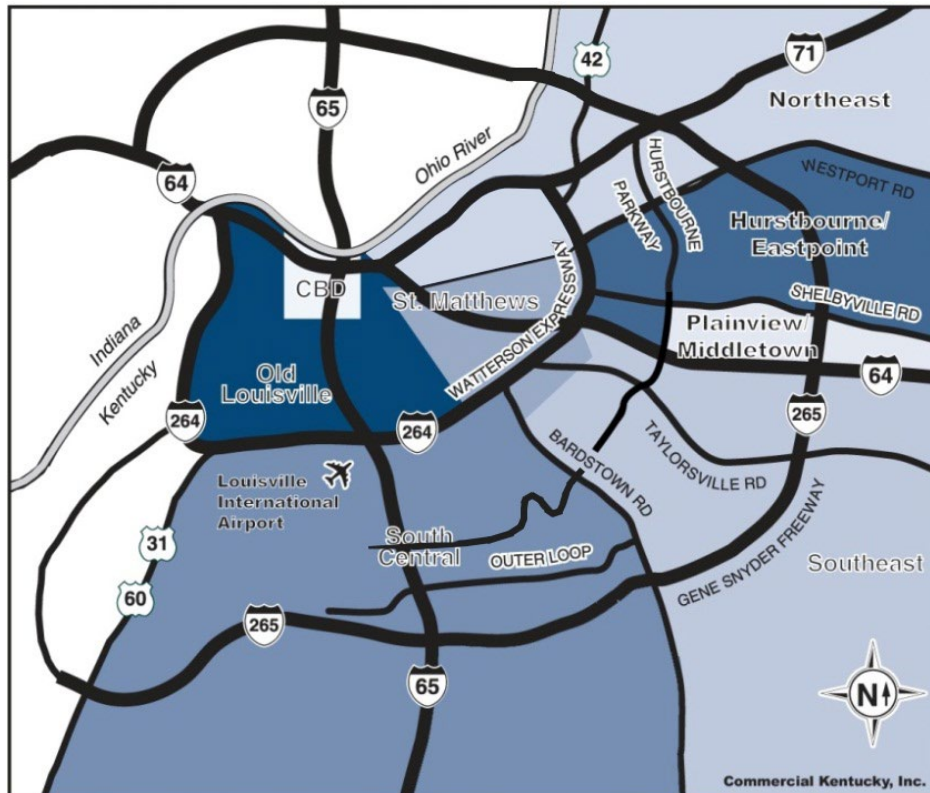 42
71
65
Northeast
Ohio River
HURSTBOURNE
PARKWAY
WESTPORT RD
64
Hurstbourne/
Eastpoint
WATTERSON EXPRESSWAY
CBD
St. Matthews
SHELBYVILLE RD
Indiana
Kentucky
Plainview/
Middletown
64
Old
Louisville
264
264
265
BARDSTOWN RD
TAYLORSVILLE RD
Louisville
International
Airport
31
South
Central
OUTER LOOP
GENE SNYDER FREEWAY
Southeast
60
265
65
N
Commercial Kentucky, Inc.